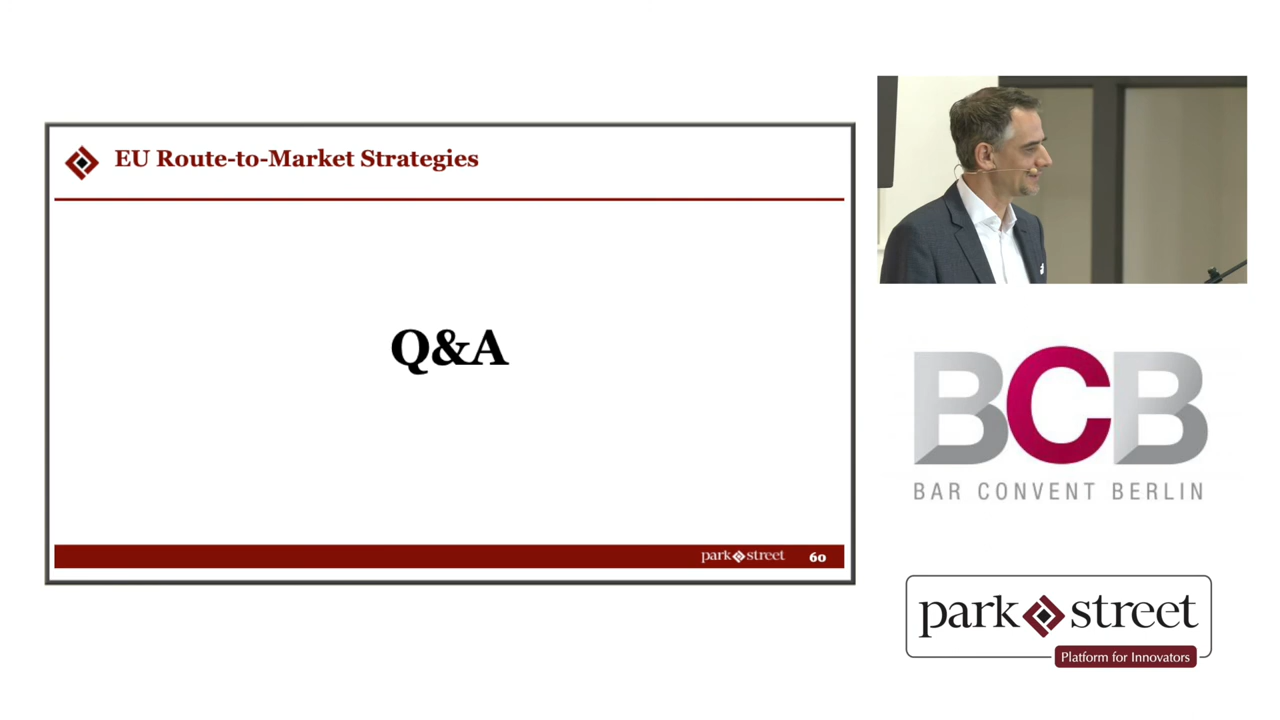 EU Route-to-Market Strategies
Q&A
park street 60
BCB
BAR CONVENT BERLIN
park street
Platform for Innovators